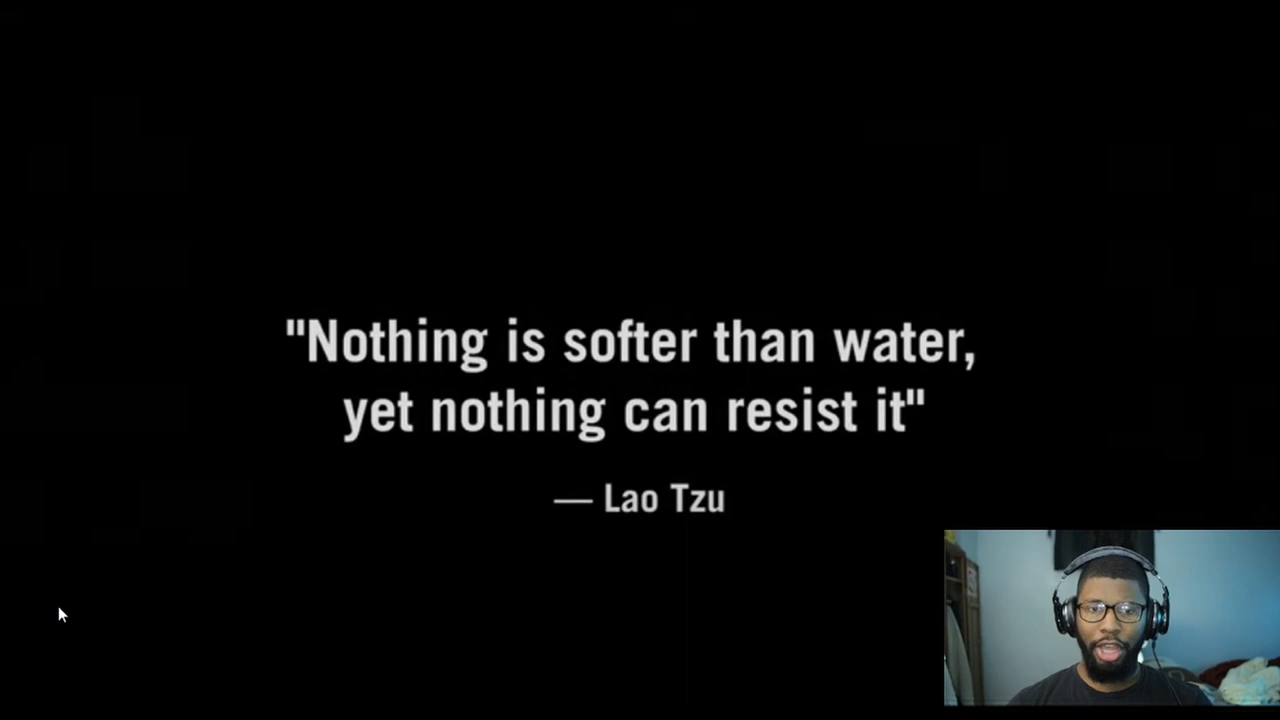 "Nothing is softer than water,
yet nothing can resist it"
— Lao Tzu